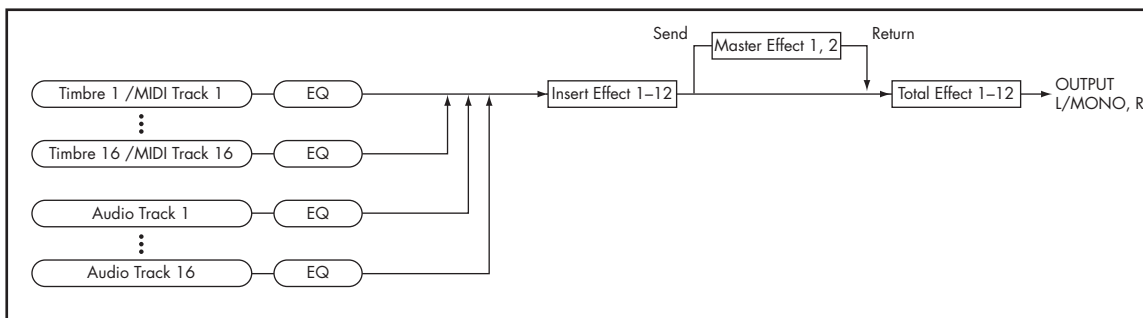 Send
Master Effect 1, 2
Return
Timbre 1 /MIDI Track 1
EQ
Insert Effect 1–12
Total Effect 1–12
OUTPUT
L/MONO, R
Timbre 16 /MIDI Track 16
EQ
Audio Track 1
EQ
Audio Track 16
EQ